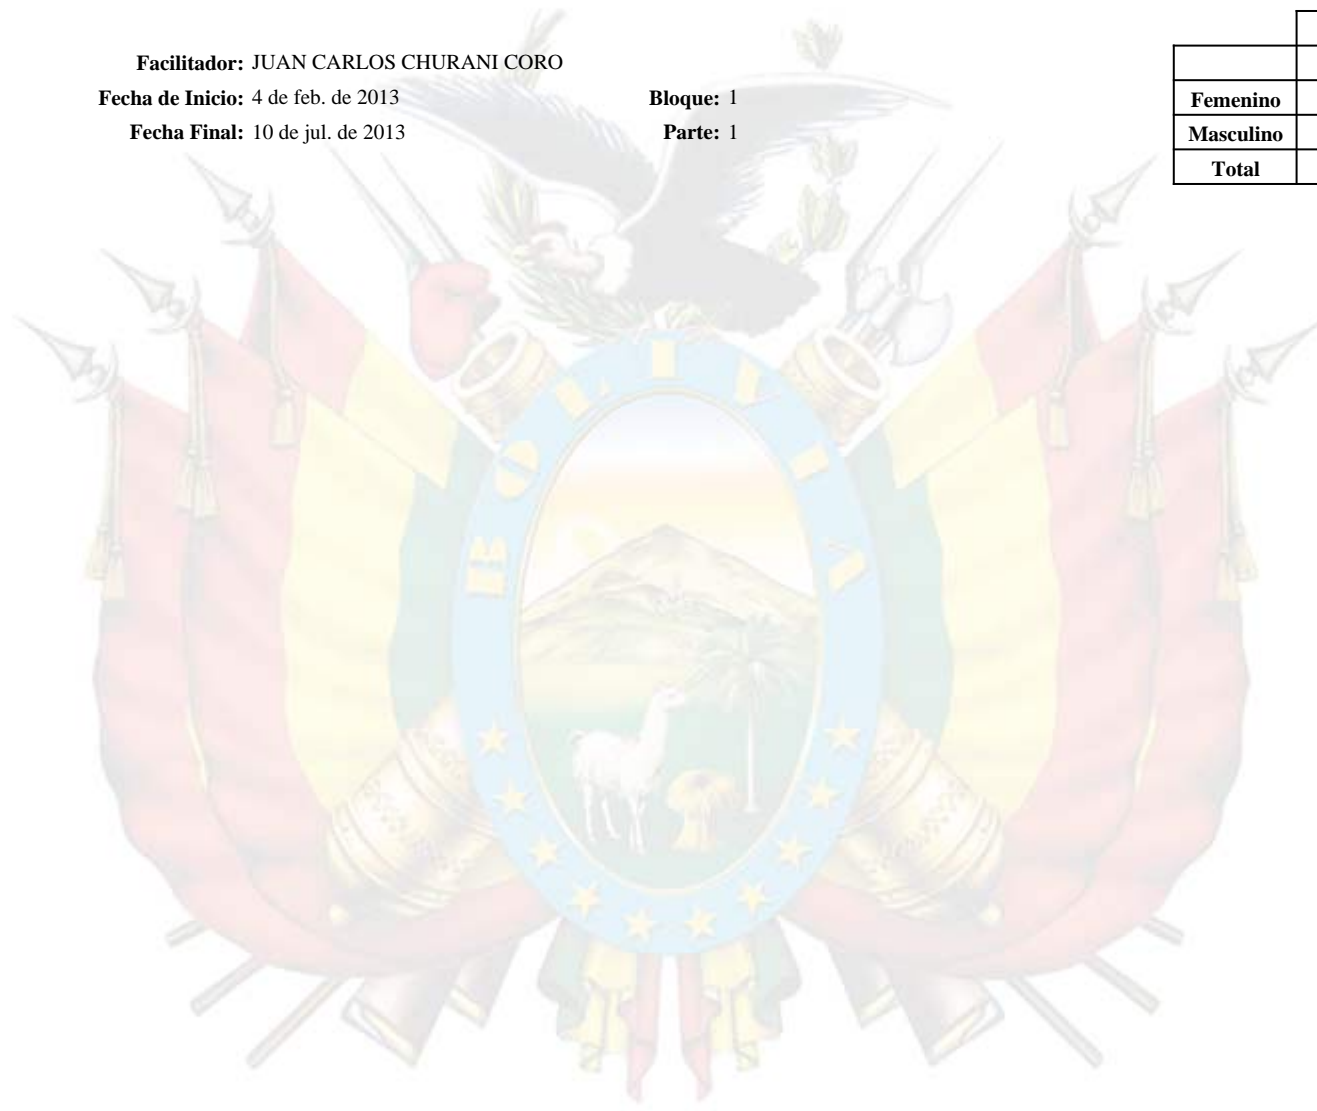 Facilitador: JUAN CARLOS CHURANI CORO
Fecha de Inicio: 4 de feb. de 2013 Bloque: 1
Fecha Final: 10 de jul. de 2013 Parte: 1
Femenino
Masculino
Total
BOLIVIA